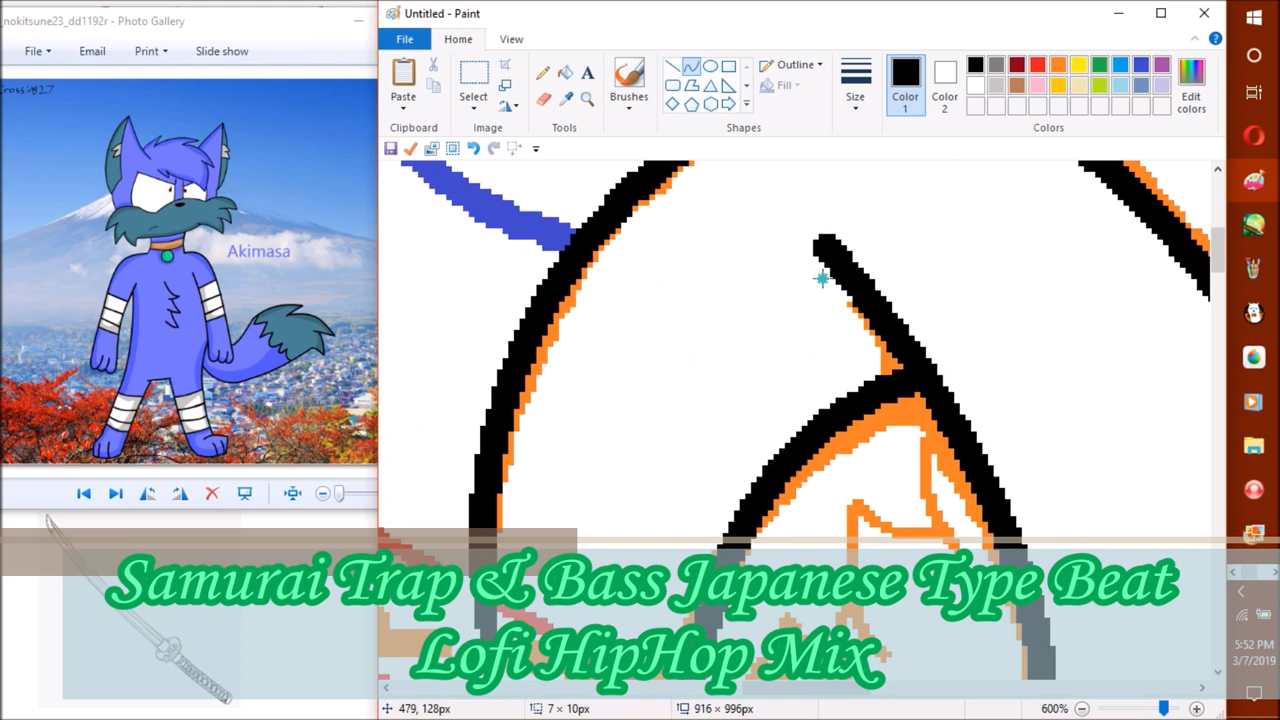 _nokitsune23_dd1192r - Photo Gallery
File
Email
Print
Slide show
Akimasa
Untitled - Paint
File
Home
View
Paste
Select
Brushes
Outline
Fill
Size
Color
1
Color
2
Edit
colors
Clipboard
Image
Tools
Shapes
Colors
Samurai Trap & Bass Japanese Type Beat
Lofi HipHop Mix
479, 128px
7 × 10px
916 × 996px
600%
5:52 PM
3/7/2019